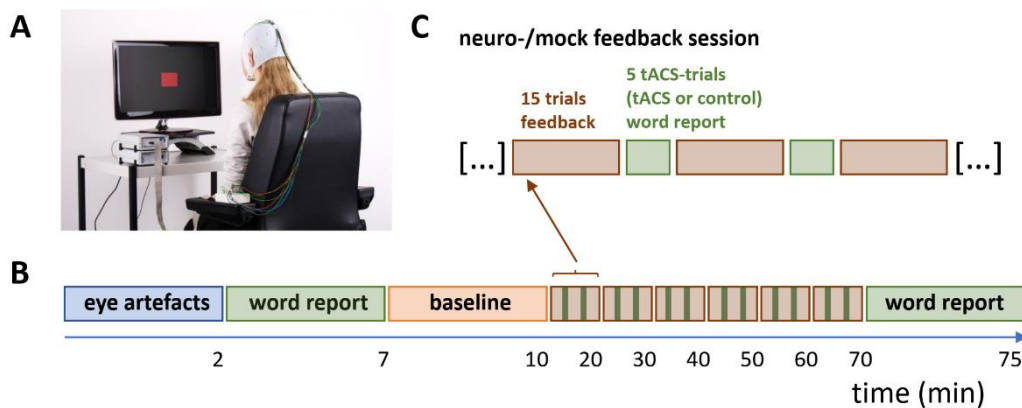 A
C
neuro-/mock feedback session
15 trials
feedback
5 tACS-trials
(tACS or control)
word report
[...]
[...]
B
eye artefacts
word report
baseline
word report
2
7
10
20
30
40
50
60
70
75
time (min)